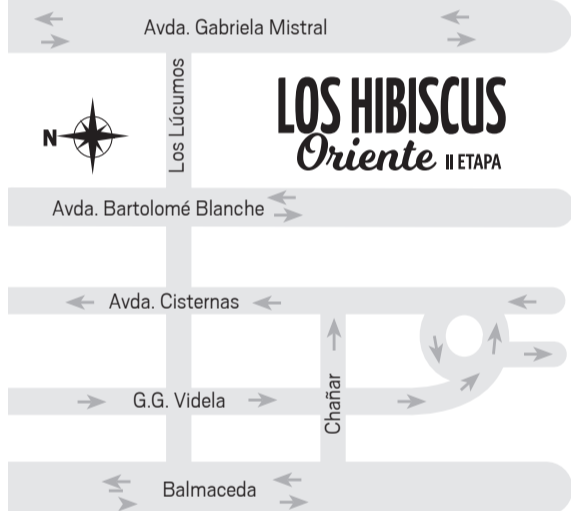 Avda. Gabriela Mistral
Los Lúcumos
LOS HIBISCUS
Oriente II ETAPA
N
Avda. Bartolomé Blanche
Avda. Cisternas
G.G. Videla
Chañar
Balmaceda